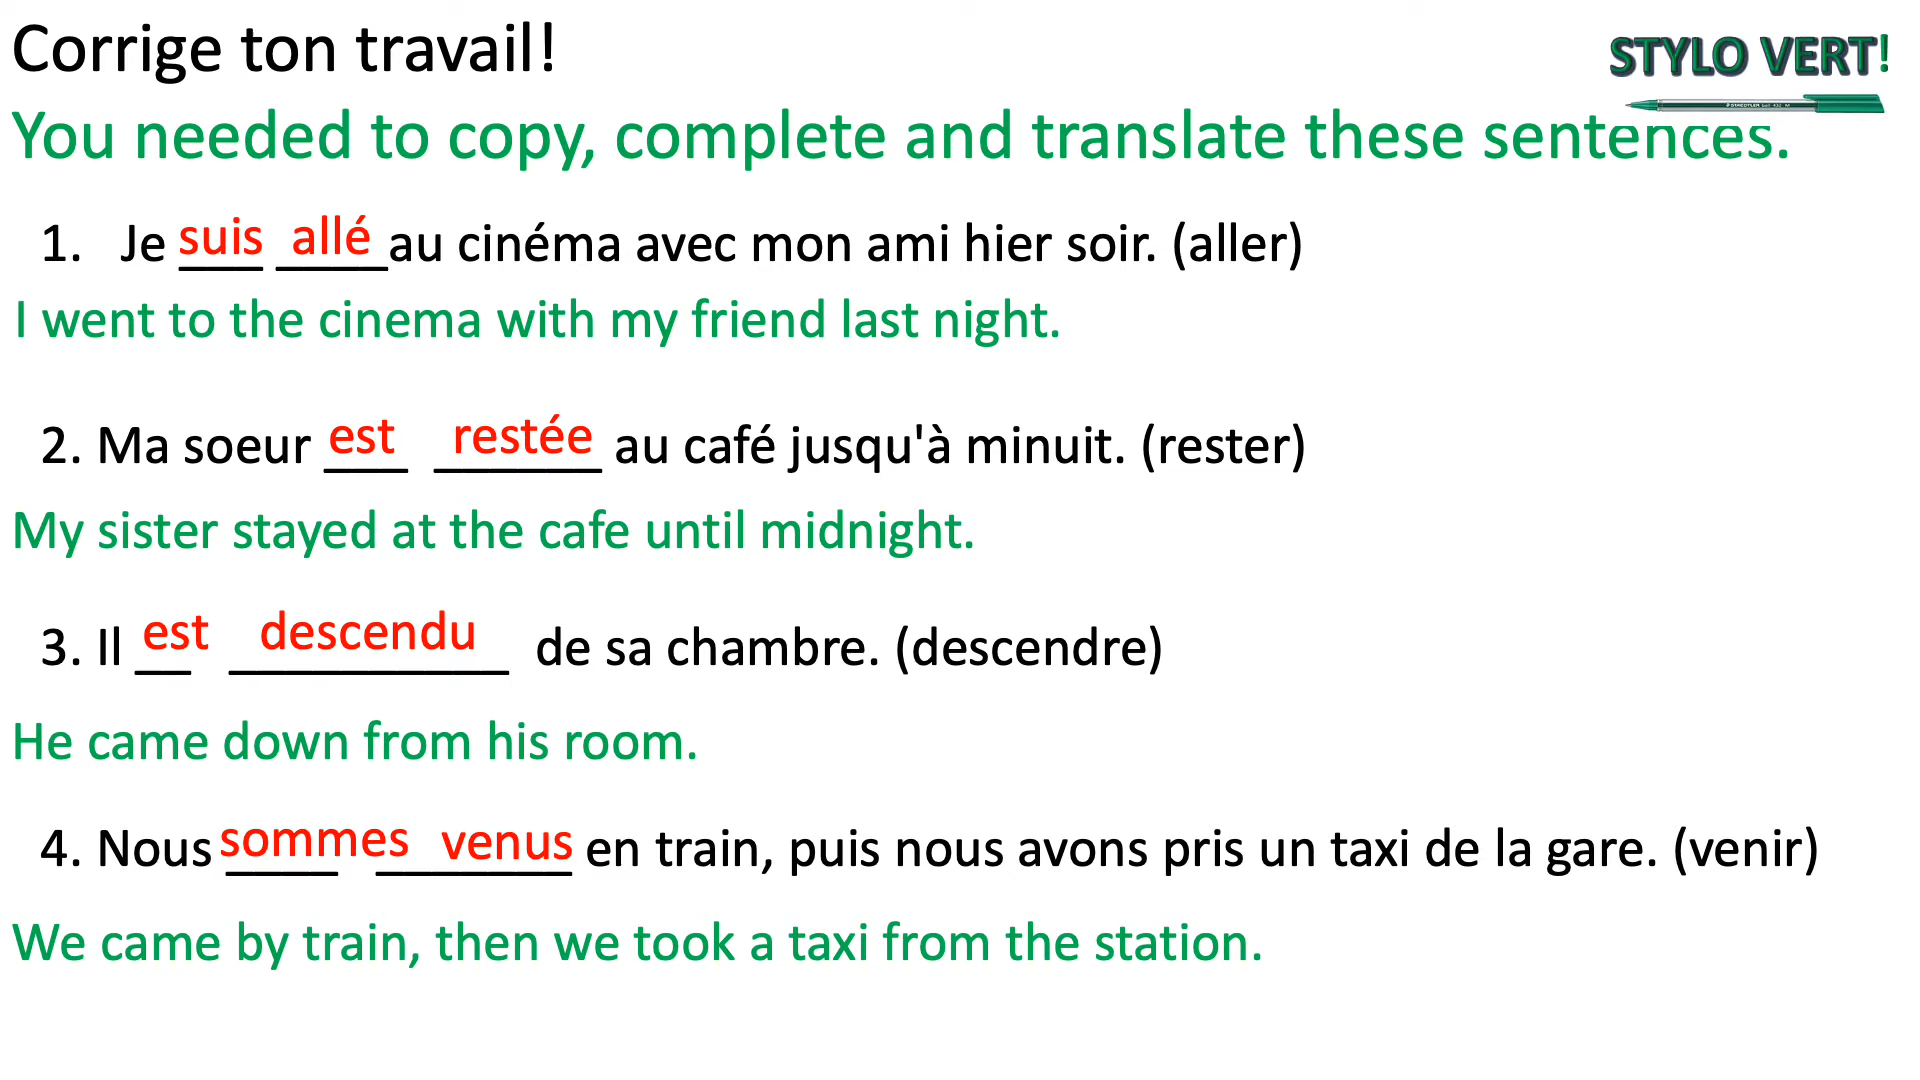 Corrige ton travail!
STYLO VERT!
You needed to copy, complete and translate these sentences.
1. Je suis allé au cinéma avec mon ami hier soir. (aller)
I went to the cinema with my friend last night.
2. Ma soeur est restée au café jusqu'à minuit. (rester)
My sister stayed at the cafe until midnight.
3. Il est descendu de sa chambre. (descendre)
He came down from his room.
4. Nous sommes venus en train, puis nous avons pris un taxi de la gare. (venir)
We came by train, then we took a taxi from the station.